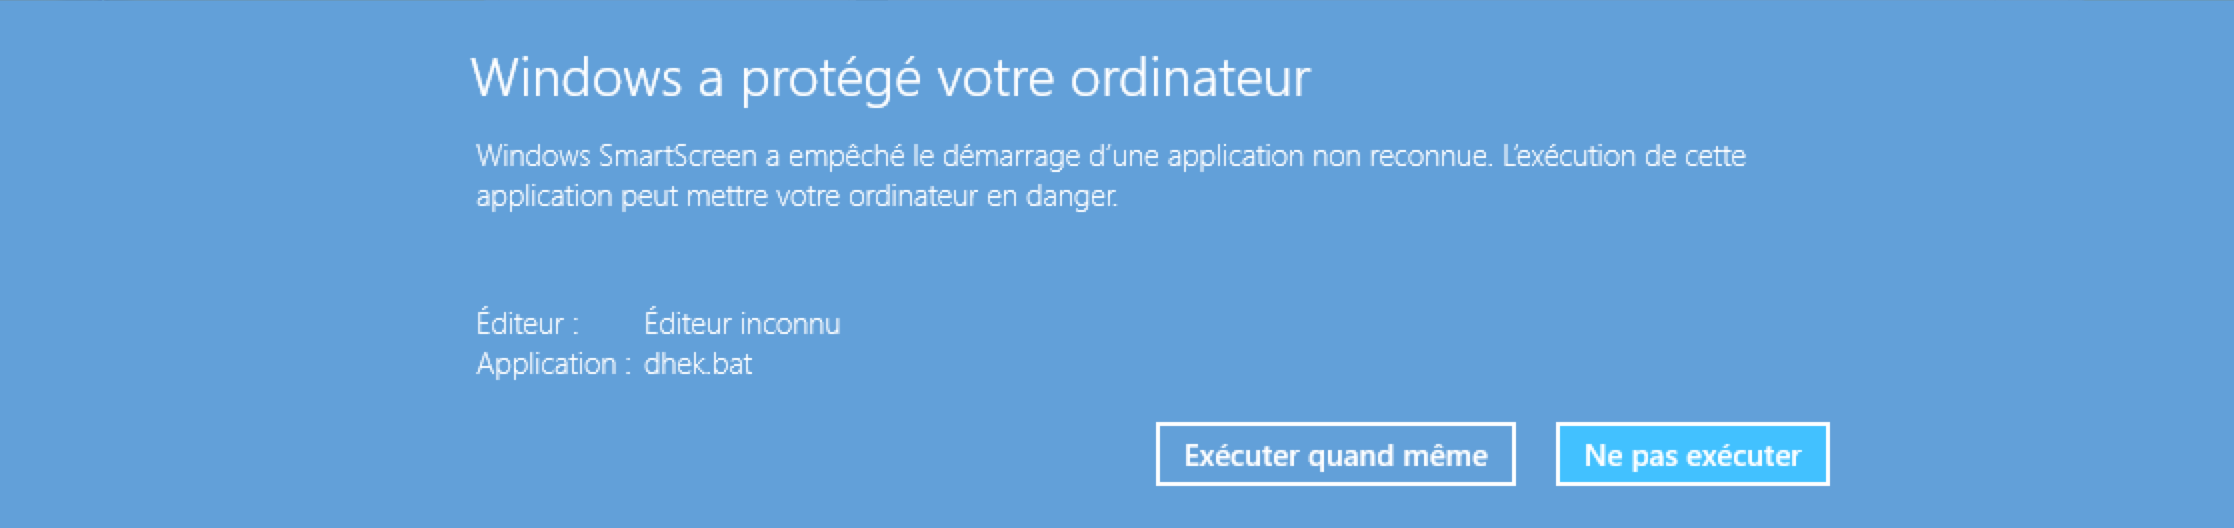 Windows a protégé votre ordinateur
Windows SmartScreen a empêché le démarrage d’une application non reconnue. L’exécution de cette
application peut mettre votre ordinateur en danger.
Éditeur : Éditeur inconnu
Application : dhek.bat
Exécuter quand même Ne pas exécuter